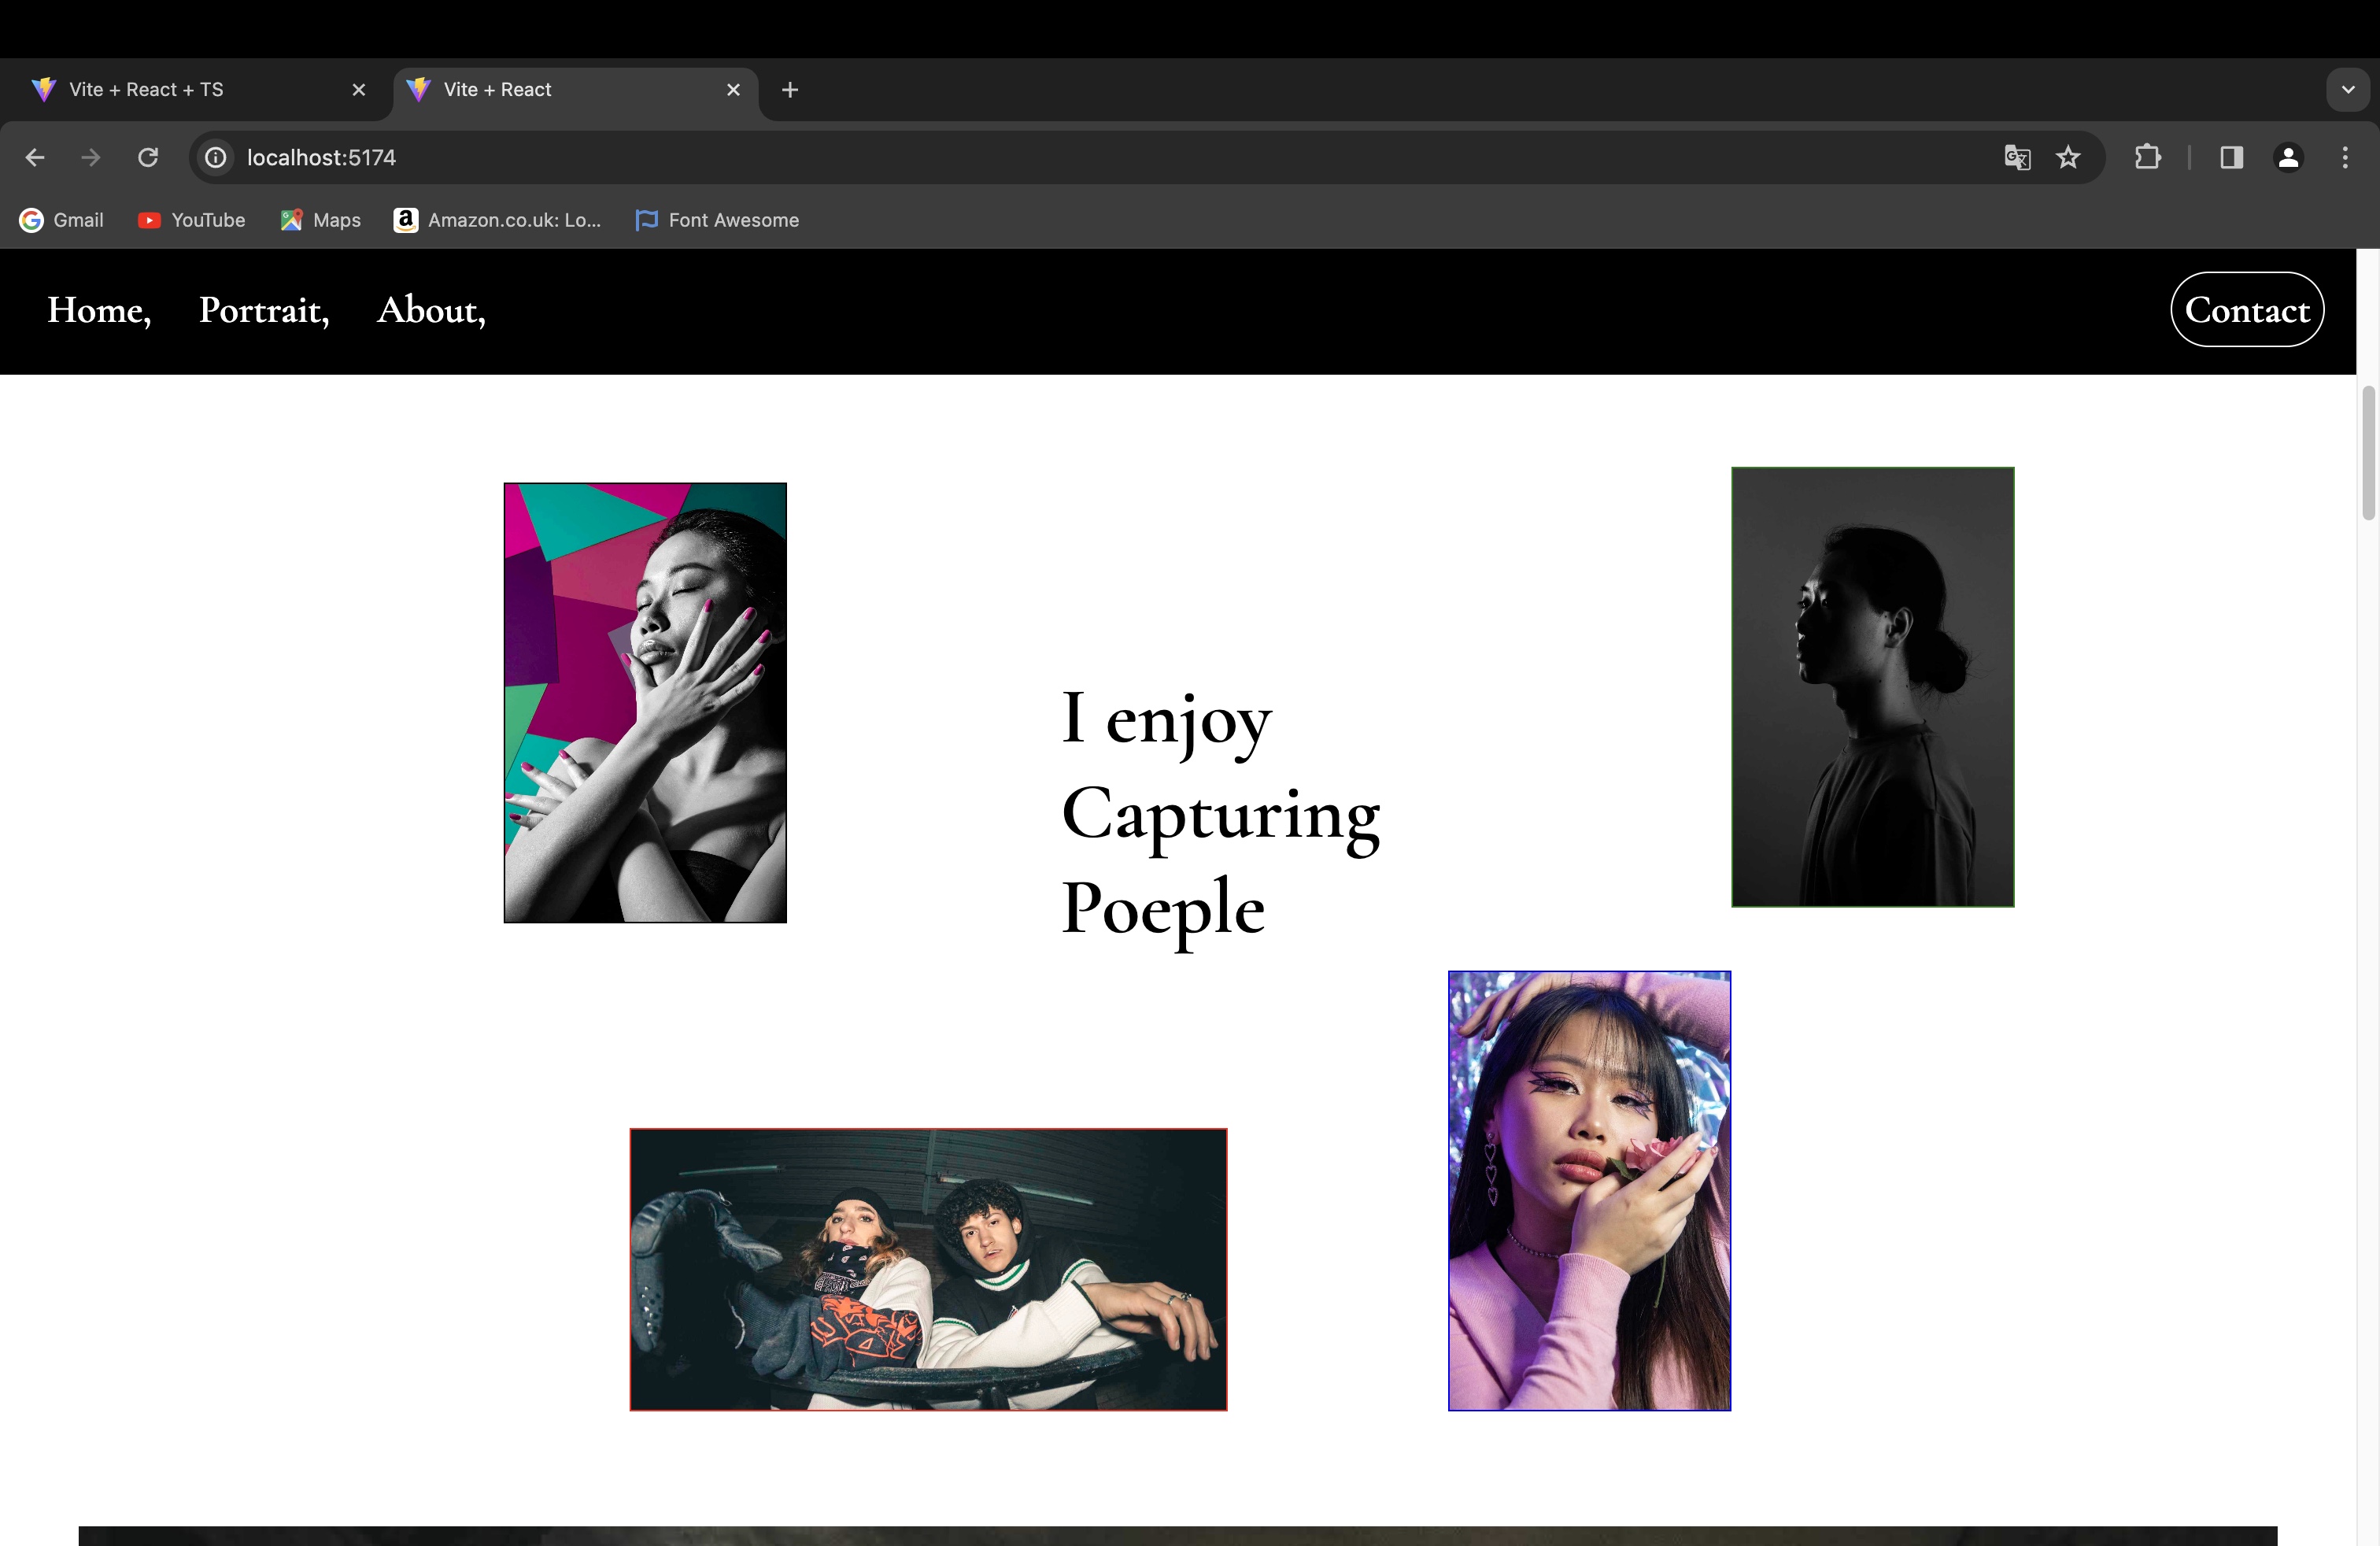 Vite + React + TS
Vite + React
localhost:5174
Gmail
YouTube
Maps
Amazon.co.uk: Lo...
Font Awesome
Home,
Portrait,
About,
Contact
I enjoy
Capturing
Poeple